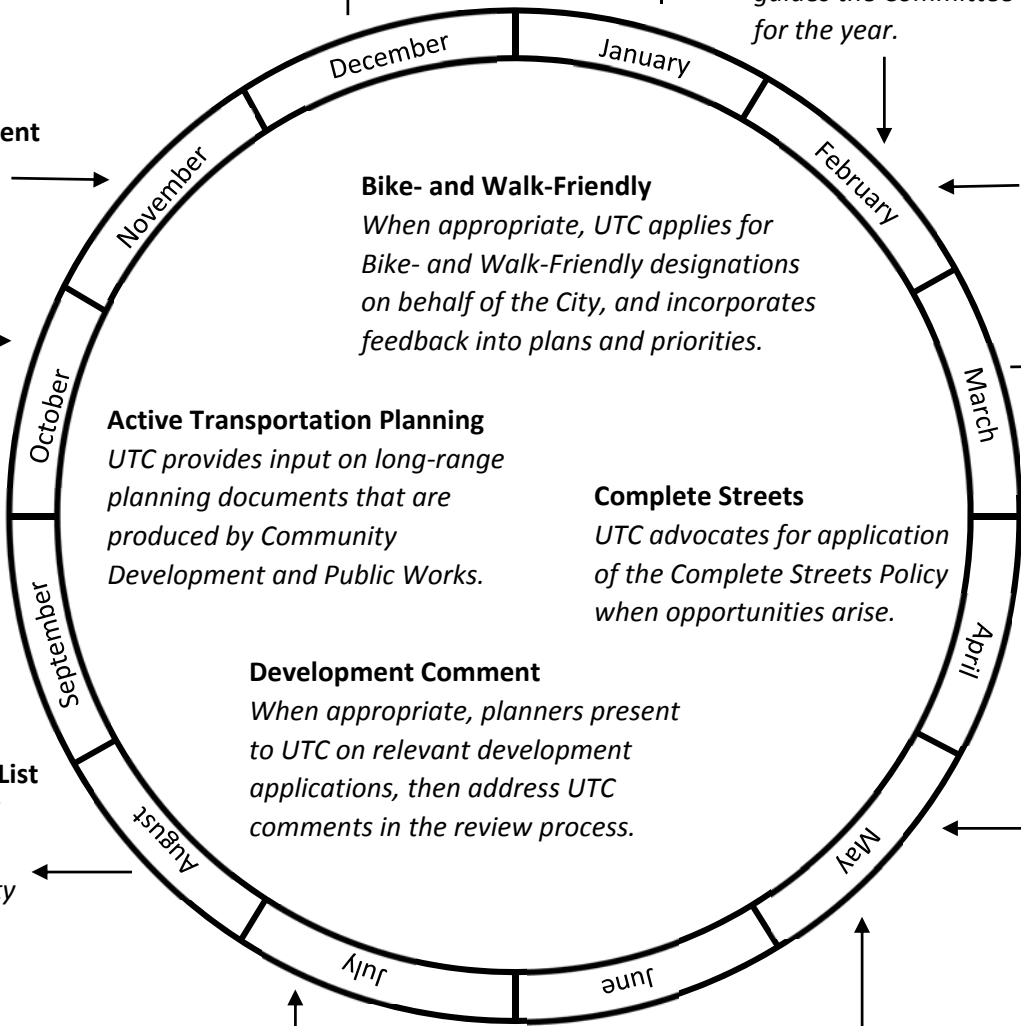 guides the Committee
for the year.
December
January
ent
November
February
Bike- and Walk-Friendly
When appropriate, UTC applies for
Bike- and Walk-Friendly designations
on behalf of the City, and incorporates
feedback into plans and priorities.
October
March
Active Transportation Planning
UTC provides input on long-range
planning documents that are
produced by Community
Development and Public Works.
Complete Streets
UTC advocates for application
of the Complete Streets Policy
when opportunities arise.
September
April
Development Comment
When appropriate, planners present
to UTC on relevant development
applications, then address UTC
comments in the review process.
List
August
May
ty
July
June